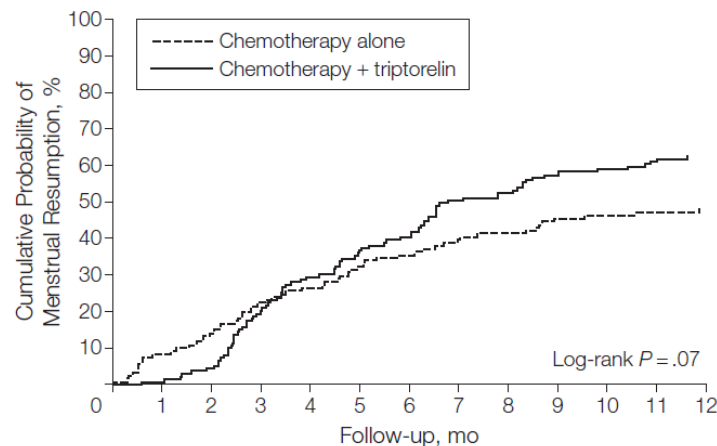 100
90
80
70
60
50
40
30
20
10
Cumulative Probability of
Menstrual Resumption, %
Chemotherapy alone
Chemotherapy + triptorelin
Log-rank P = .07
0 1 2 3 4 5 6 7 8 9 10 11 12
Follow-up, mo